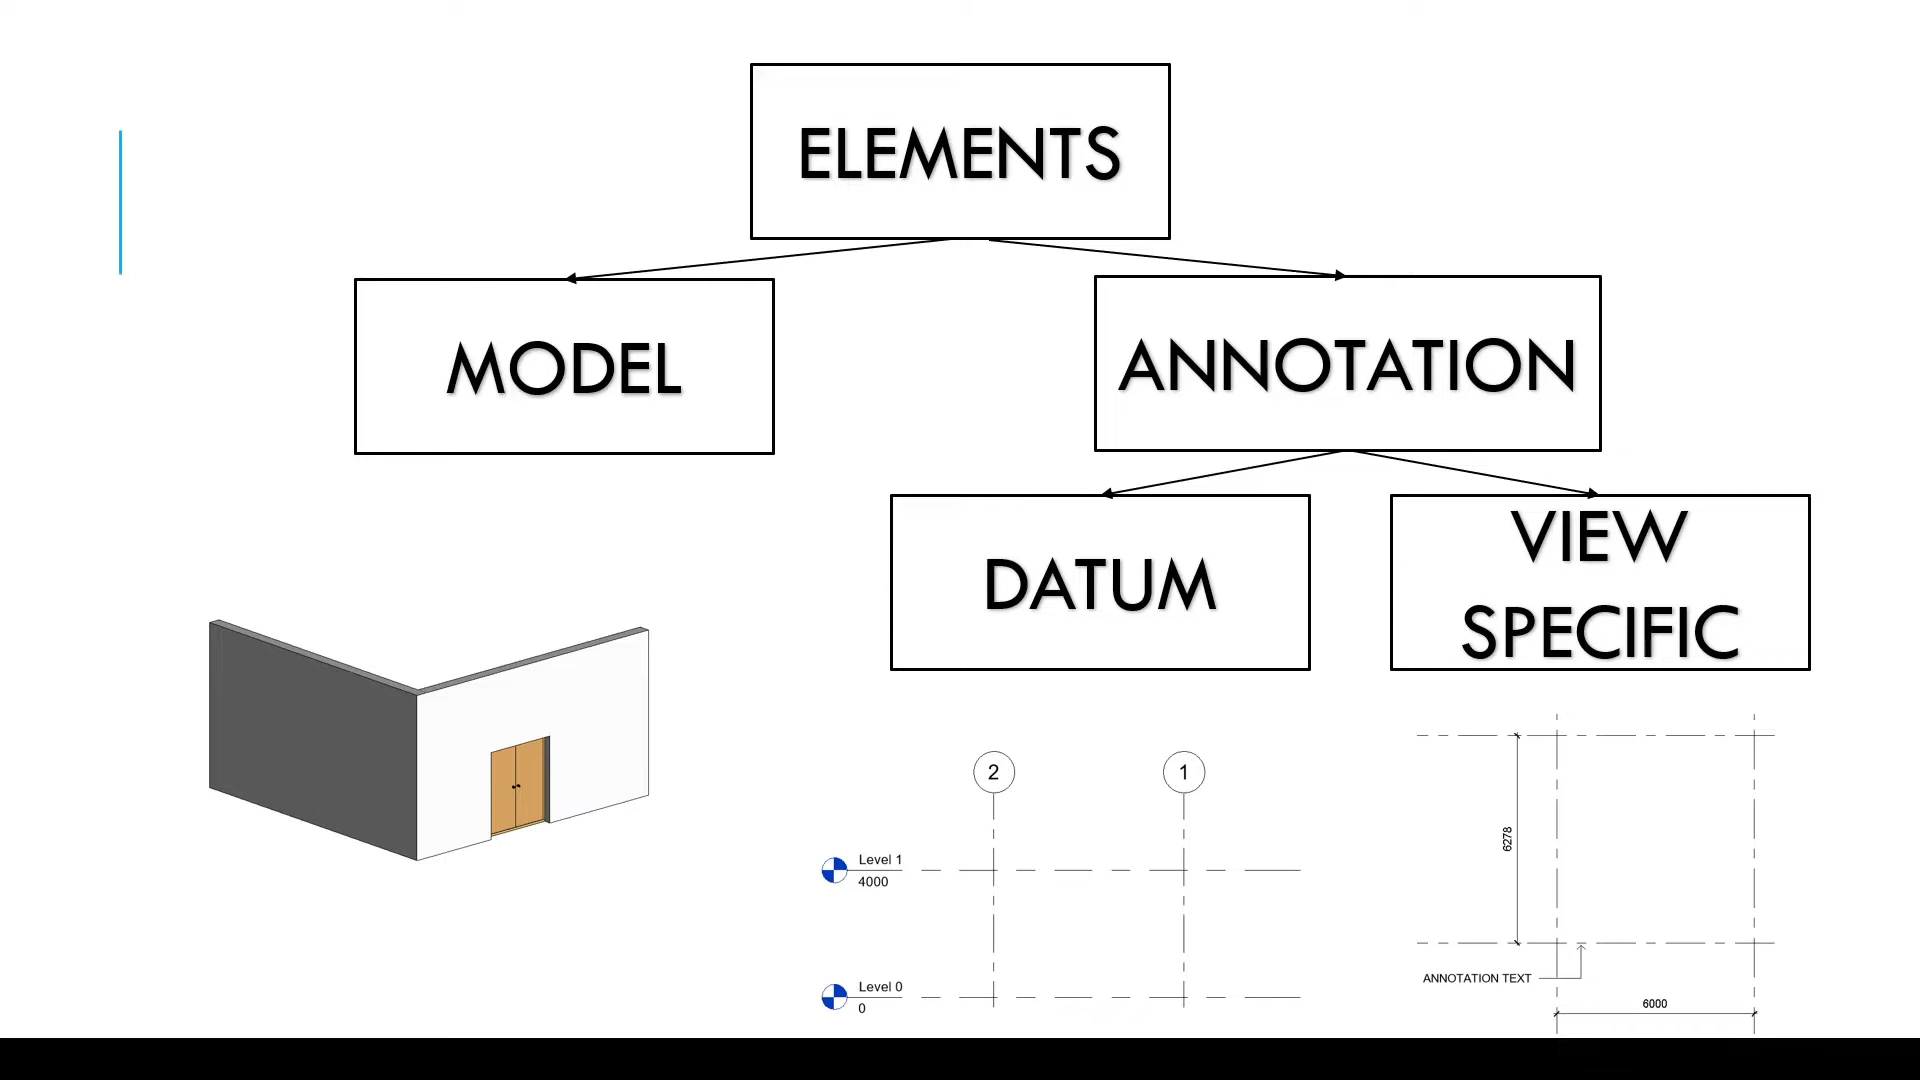 ELEMENTS
MODEL
ANNOTATION
DATUM
VIEW
SPECIFIC
2
1
Level 1
4000
Level 0
0
6278
ANNOTATION TEXT
6000